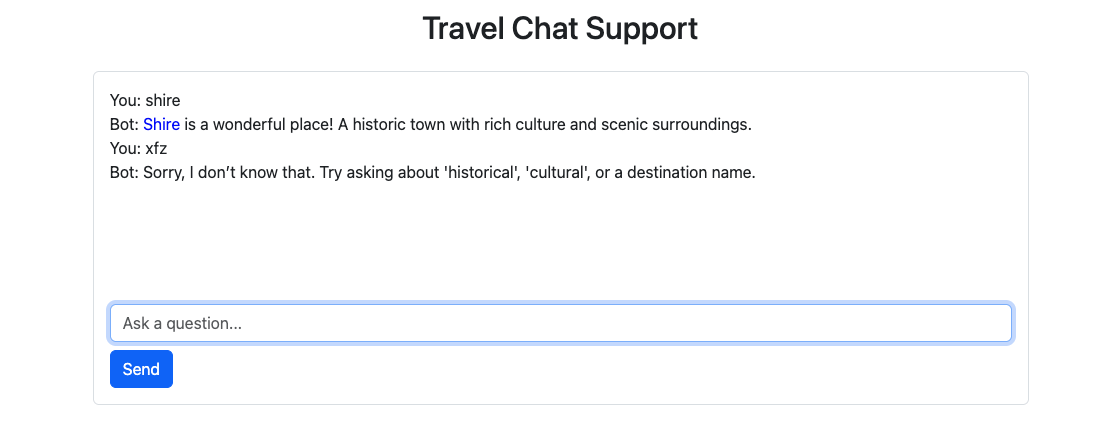 Travel Chat Support
You: shire
Bot: Shire is a wonderful place! A historic town with rich culture and scenic surroundings.
You: xfz
Bot: Sorry, I don’t know that. Try asking about 'historical', 'cultural', or a destination name.
Ask a question...
Send